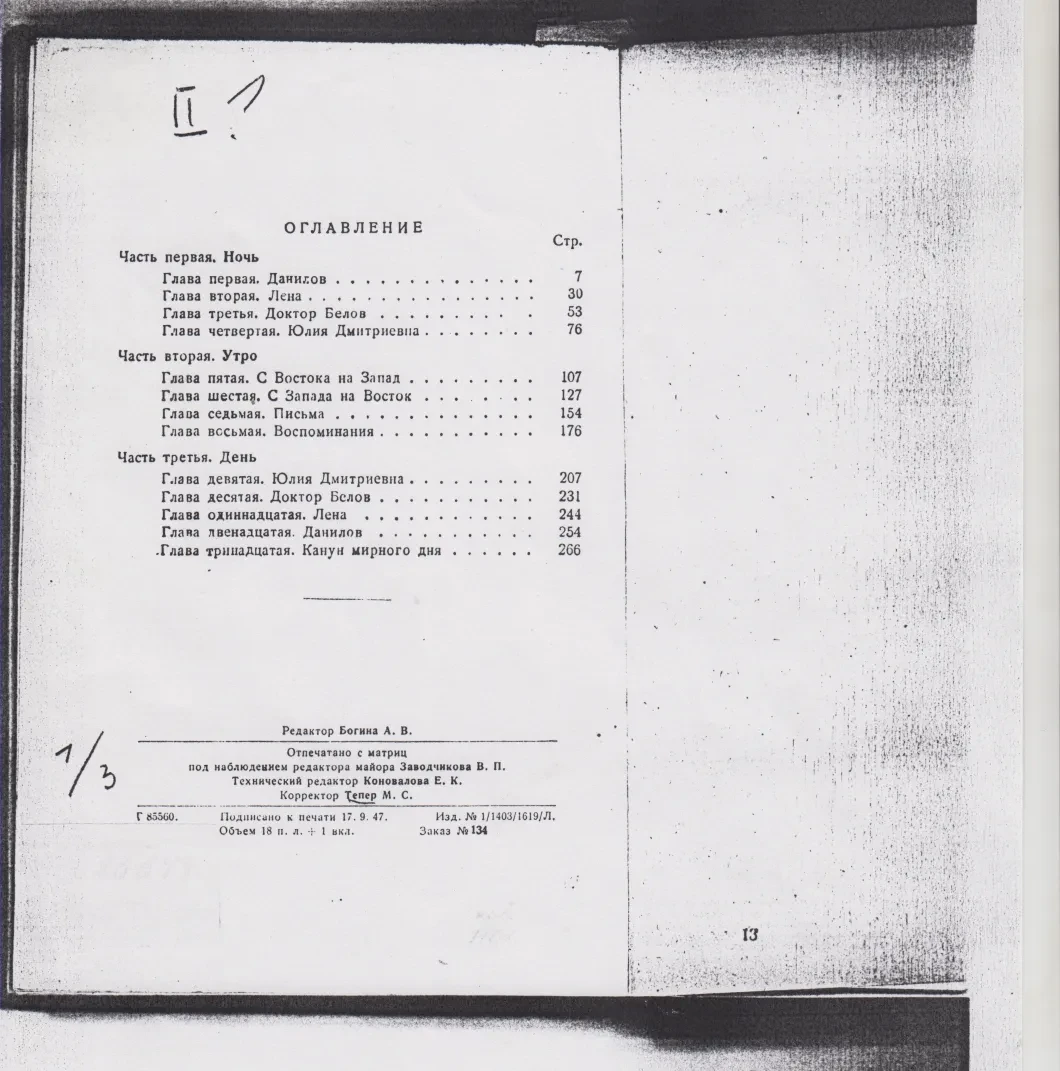 II ?
ОГЛАВЛЕНИЕ
Стр.
Часть первая. Ночь
Глава первая. Данилов . . . . . . . . . . . . . . 7
Глава вторая. Лена . . . . . . . . . . . . . . . . 30
Глава третья. Доктор Белов . . . . . . . . . . . 53
Глава четвертая. Юлия Дмитриевна . . . . . . . . 76
Часть вторая. Утро
Глава пятая. С Востока на Запад . . . . . . . . . 107
Глава шестая. С Запада на Восток . . . . . . . . 127
Глава седьмая. Письма . . . . . . . . . . . . . . 154
Глава восьмая. Воспоминания . . . . . . . . . . . 176
Часть третья. День
Глава девятая. Юлия Дмитриевна . . . . . . . . . 207
Глава десятая. Доктор Белов . . . . . . . . . . . 231
Глава одиннадцатая. Лена . . . . . . . . . . . . 244
Глава двенадцатая. Данилов . . . . . . . . . . . 254
Глава тринадцатая. Канун мирного дня . . . . . . 266
Редактор Богина А. В.
1/3
Отпечатано с матриц
под наблюдением редактора майора Заводчикова В. П.
Технический редактор Коновалова Е. К.
Корректор Тепер М. С.
Г 85560. Подписано к печати 17. 9. 47. Изд. № 1/1403/1619/Л.
Объем 18 п. л. + 1 вкл. Заказ № 134
13